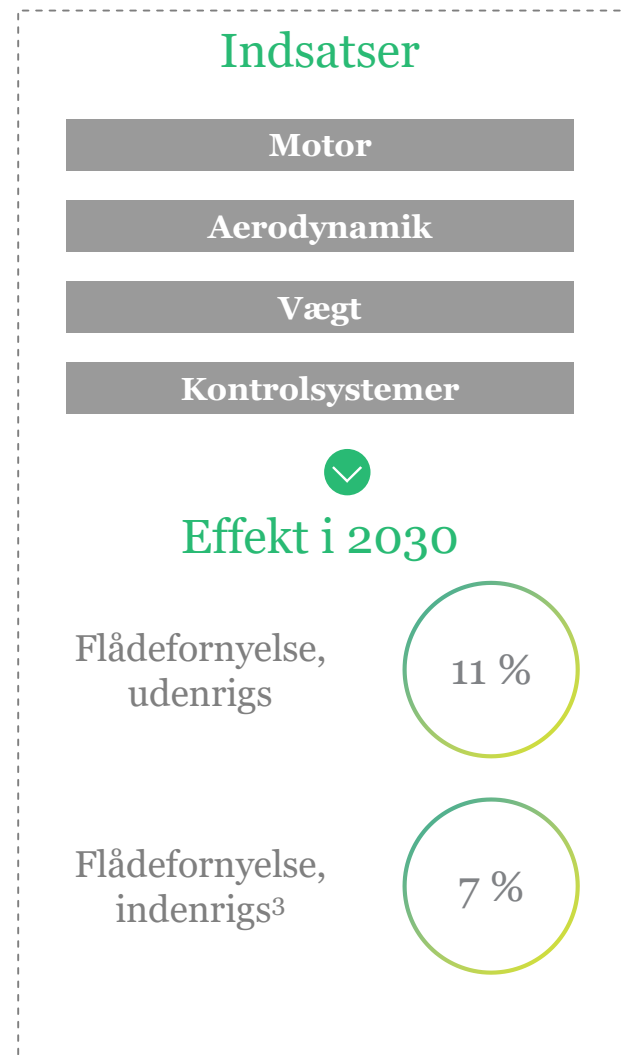 Indsatser
Motor
Aerodynamik
Vægt
Kontrolsystemer
Effekt i 2030
Flådefornyelse,
udenrigs
11 %
Flådefornyelse,
indenrigs³
7 %